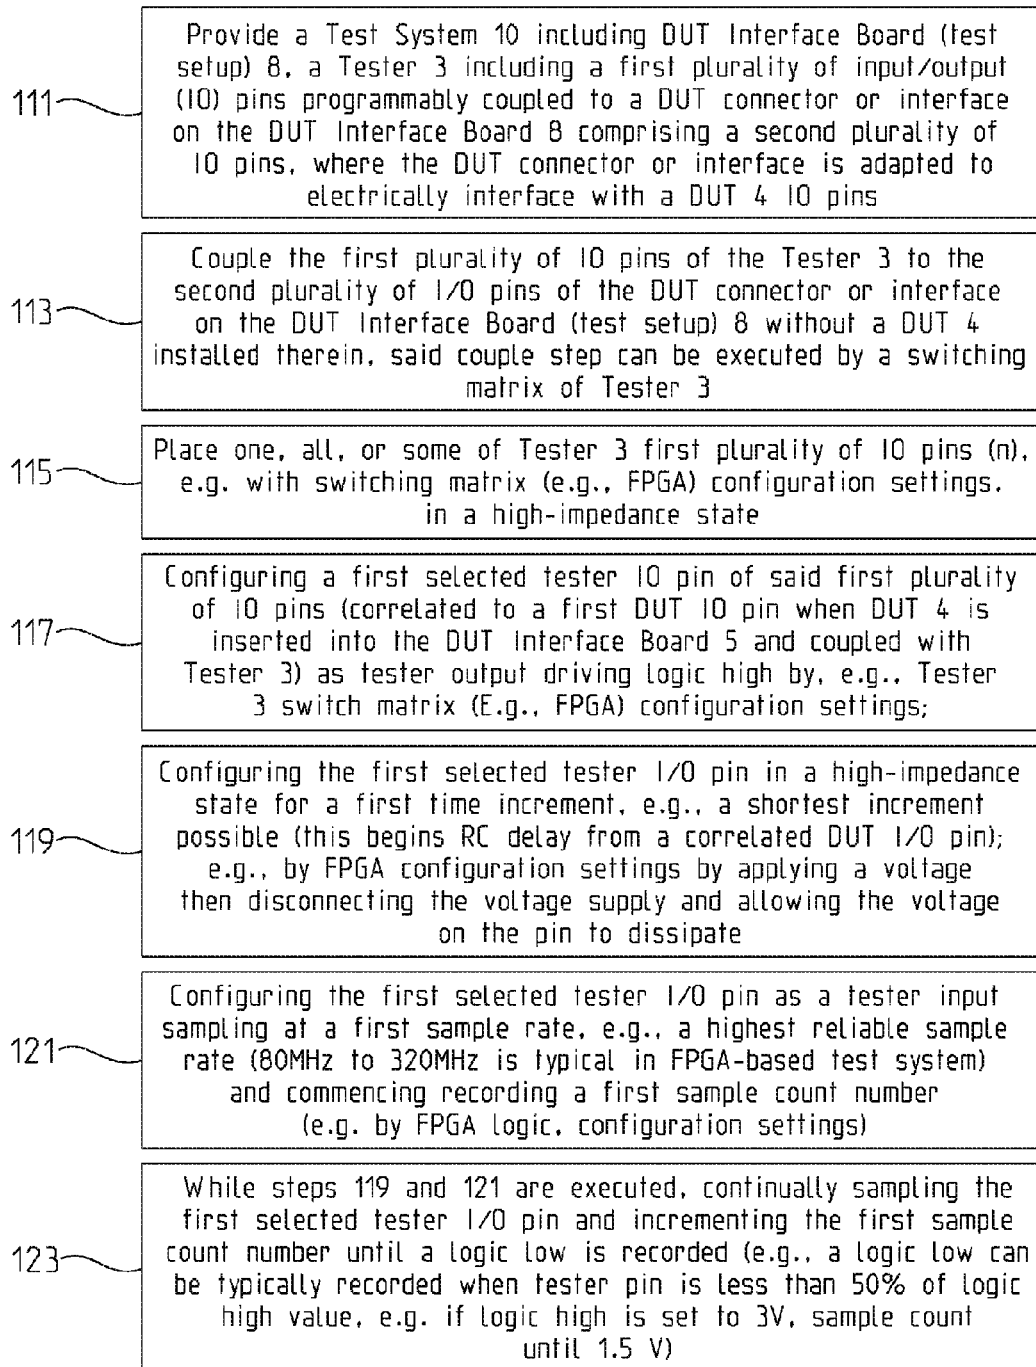 111
Provide a Test System 10 including DUT Interface Board (test
setup) 8, a Tester 3 including a first plurality of input/output
(IO) pins programmably coupled to a DUT connector or interface
on the DUT Interface Board 8 comprising a second plurality of
IO pins, where the DUT connector or interface is adapted to
electrically interface with a DUT 4 IO pins
113
Couple the first plurality of IO pins of the Tester 3 to the
second plurality of I/O pins of the DUT connector or interface
on the DUT Interface Board (test setup) 8 without a DUT 4
installed therein, said couple step can be executed by a switching
matrix of Tester 3
115
Place one, all, or some of Tester 3 first plurality of IO pins (n),
e.g. with switching matrix (e.g., FPGA) configuration settings,
in a high-impedance state
117
Configuring a first selected tester IO pin of said first plurality
of IO pins (correlated to a first DUT IO pin when DUT 4 is
inserted into the DUT Interface Board 5 and coupled with
Tester 3) as tester output driving logic high by, e.g., Tester
3 switch matrix (E.g., FPGA) configuration settings;
119
Configuring the first selected tester I/O pin in a high-impedance
state for a first time increment, e.g., a shortest increment
possible (this begins RC delay from a correlated DUT I/O pin);
e.g., by FPGA configuration settings by applying a voltage
then disconnecting the voltage supply and allowing the voltage
on the pin to dissipate
121
Configuring the first selected tester I/O pin as a tester input
sampling at a first sample rate, e.g., a highest reliable sample
rate (80MHz to 320MHz is typical in FPGA-based test system)
and commencing recording a first sample count number
(e.g. by FPGA logic, configuration settings)
123
While steps 119 and 121 are executed, continually sampling the
first selected tester I/O pin and incrementing the first sample
count number until a logic low is recorded (e.g., a logic low can
be typically recorded when tester pin is less than 50% of logic
high value, e.g. if logic high is set to 3V, sample count
until 1.5 V)